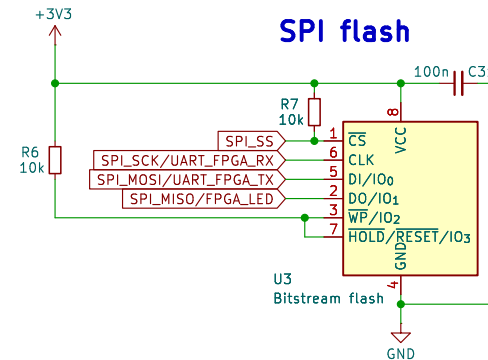 +3V3
SPI flash
100n C3
R7
10k
R6
10k
SPI_SS
SPI_SCK/UART_FPGA_RX
SPI_MOSI/UART_FPGA_TX
SPI_MISO/FPGA_LED
8
VCC
1 CS
6 CLK
5 DI/IO0
2 DO/IO1
3 WP/IO2
7 HOLD/RESET/IO3
GND
4
U3
Bitstream flash
GND